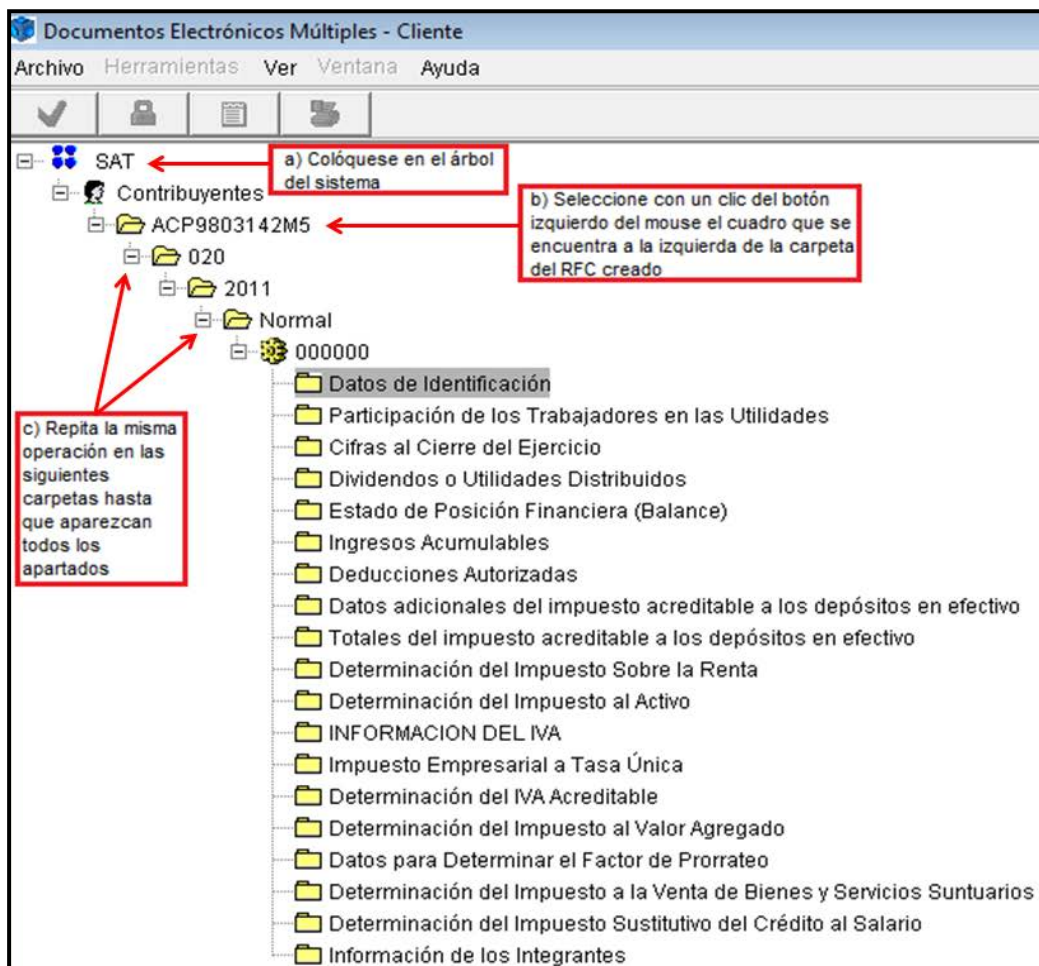 Documentos Electrónicos Múltiples - Cliente
Archivo Herramientas Ver Ventana Ayuda
SAT
a) Colóquese en el árbol
del sistema
Contribuyentes
b) Seleccione con un clic del botón
izquierdo del mouse el cuadro que se
encuentra a la izquierda de la carpeta
del RFC creado
ACP9803142M5
020
2011
Normal
000000
c) Repita la misma
operación en las
siguientes
carpetas hasta
que aparezcan
todos los
apartados
Datos de Identificación
Participación de los Trabajadores en las Utilidades
Cifras al Cierre del Ejercicio
Dividendos o Utilidades Distribuidos
Estado de Posición Financiera (Balance)
Ingresos Acumulables
Deducciones Autorizadas
Datos adicionales del impuesto acreditable a los depósitos en efectivo
Totales del impuesto acreditable a los depósitos en efectivo
Determinación del Impuesto Sobre la Renta
Determinación del Impuesto al Activo
INFORMACION DEL IVA
Impuesto Empresarial a Tasa Única
Determinación del IVA Acreditable
Determinación del Impuesto al Valor Agregado
Datos para Determinar el Factor de Prorrateo
Determinación del Impuesto a la Venta de Bienes y Servicios Suntuarios
Determinación del Impuesto Sustitutivo del Crédito al Salario
Información de los Integrantes